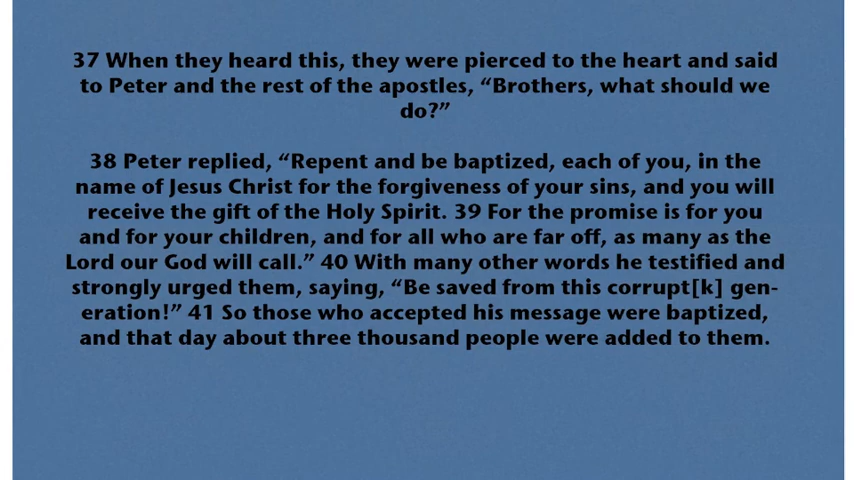 37 When they heard this, they were pierced to the heart and said
to Peter and the rest of the apostles, “Brothers, what should we
do?”
38 Peter replied, “Repent and be baptized, each of you, in the
name of Jesus Christ for the forgiveness of your sins, and you will
receive the gift of the Holy Spirit. 39 For the promise is for you
and for your children, and for all who are far off, as many as the
Lord our God will call.” 40 With many other words he testified and
strongly urged them, saying, “Be saved from this corrupt[k] gen-
eration!” 41 So those who accepted his message were baptized,
and that day about three thousand people were added to them.